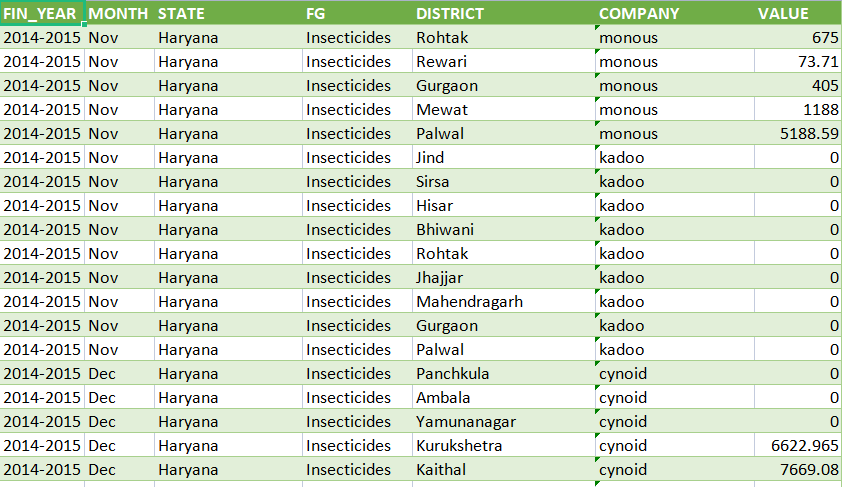 FIN_YEAR MONTH STATE FG DISTRICT COMPANY VALUE
2014-2015 Nov Haryana Insecticides Rohtak monous 675
2014-2015 Nov Haryana Insecticides Rewari monous 73.71
2014-2015 Nov Haryana Insecticides Gurgaon monous 405
2014-2015 Nov Haryana Insecticides Mewat monous 1188
2014-2015 Nov Haryana Insecticides Palwal monous 5188.59
2014-2015 Nov Haryana Insecticides Jind kadoo 0
2014-2015 Nov Haryana Insecticides Sirsa kadoo 0
2014-2015 Nov Haryana Insecticides Hisar kadoo 0
2014-2015 Nov Haryana Insecticides Bhiwani kadoo 0
2014-2015 Nov Haryana Insecticides Rohtak kadoo 0
2014-2015 Nov Haryana Insecticides Jhajjar kadoo 0
2014-2015 Nov Haryana Insecticides Mahendragarh kadoo 0
2014-2015 Nov Haryana Insecticides Gurgaon kadoo 0
2014-2015 Nov Haryana Insecticides Palwal kadoo 0
2014-2015 Dec Haryana Insecticides Panchkula cynoid 0
2014-2015 Dec Haryana Insecticides Ambala cynoid 0
2014-2015 Dec Haryana Insecticides Yamunanagar cynoid 0
2014-2015 Dec Haryana Insecticides Kurukshetra cynoid 6622.965
2014-2015 Dec Haryana Insecticides Kaithal cynoid 7669.08